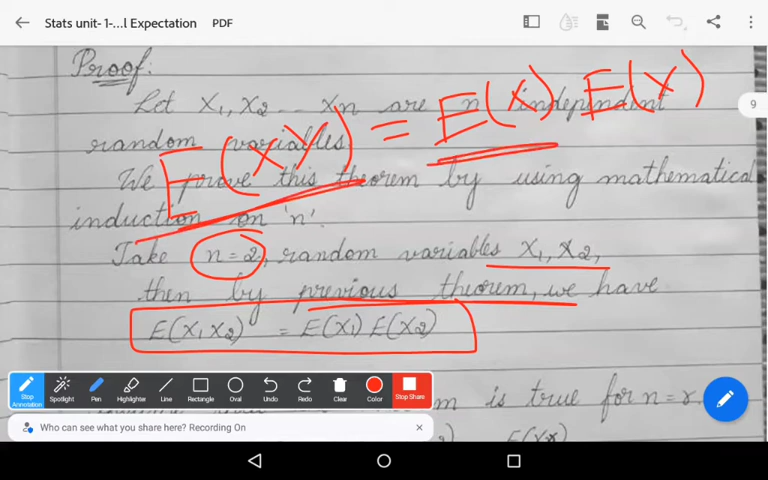 Stats unit- 1-...l Expectation PDF
Proof:
9
Let X1, X2 ... Xn are n independent
random variables
E(XY) = E(X) E(Y)
We prove this theorem by using mathematical
induction on 'n'.
Take n=2, random variables X1, X2,
then by previous theorem, we have
E(X1X2) = E(X1) E(X2)
Stop Annotation Spotlight Pen Highlighter Line Rectangle Oval Undo Redo Clear Color Stop Share
m is true for n=r.
Who can see what you share here? Recording On